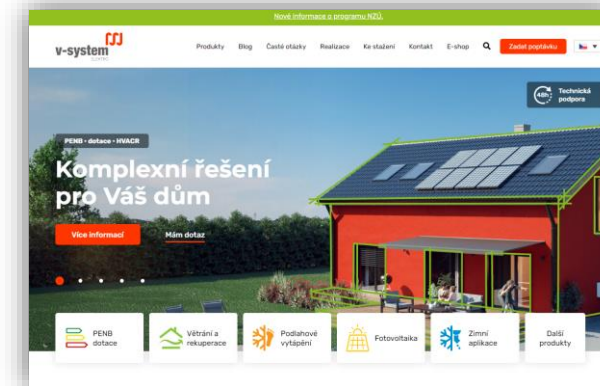 Nové informace o programu NZÚ.
v-system
Produkty Blog Časté otázky Realizace Ke stažení Kontakt E-shop Zadat poptávku
48h Technická
podpora
PENB - dotace - HVACR
Komplexní řešení
pro Váš dům
Více informací Mám dotaz
PENB
dotace
Větrání a
rekuperace
Podlahové
vytápění
Fotovoltaika
Zimní
aplikace
Další
produkty